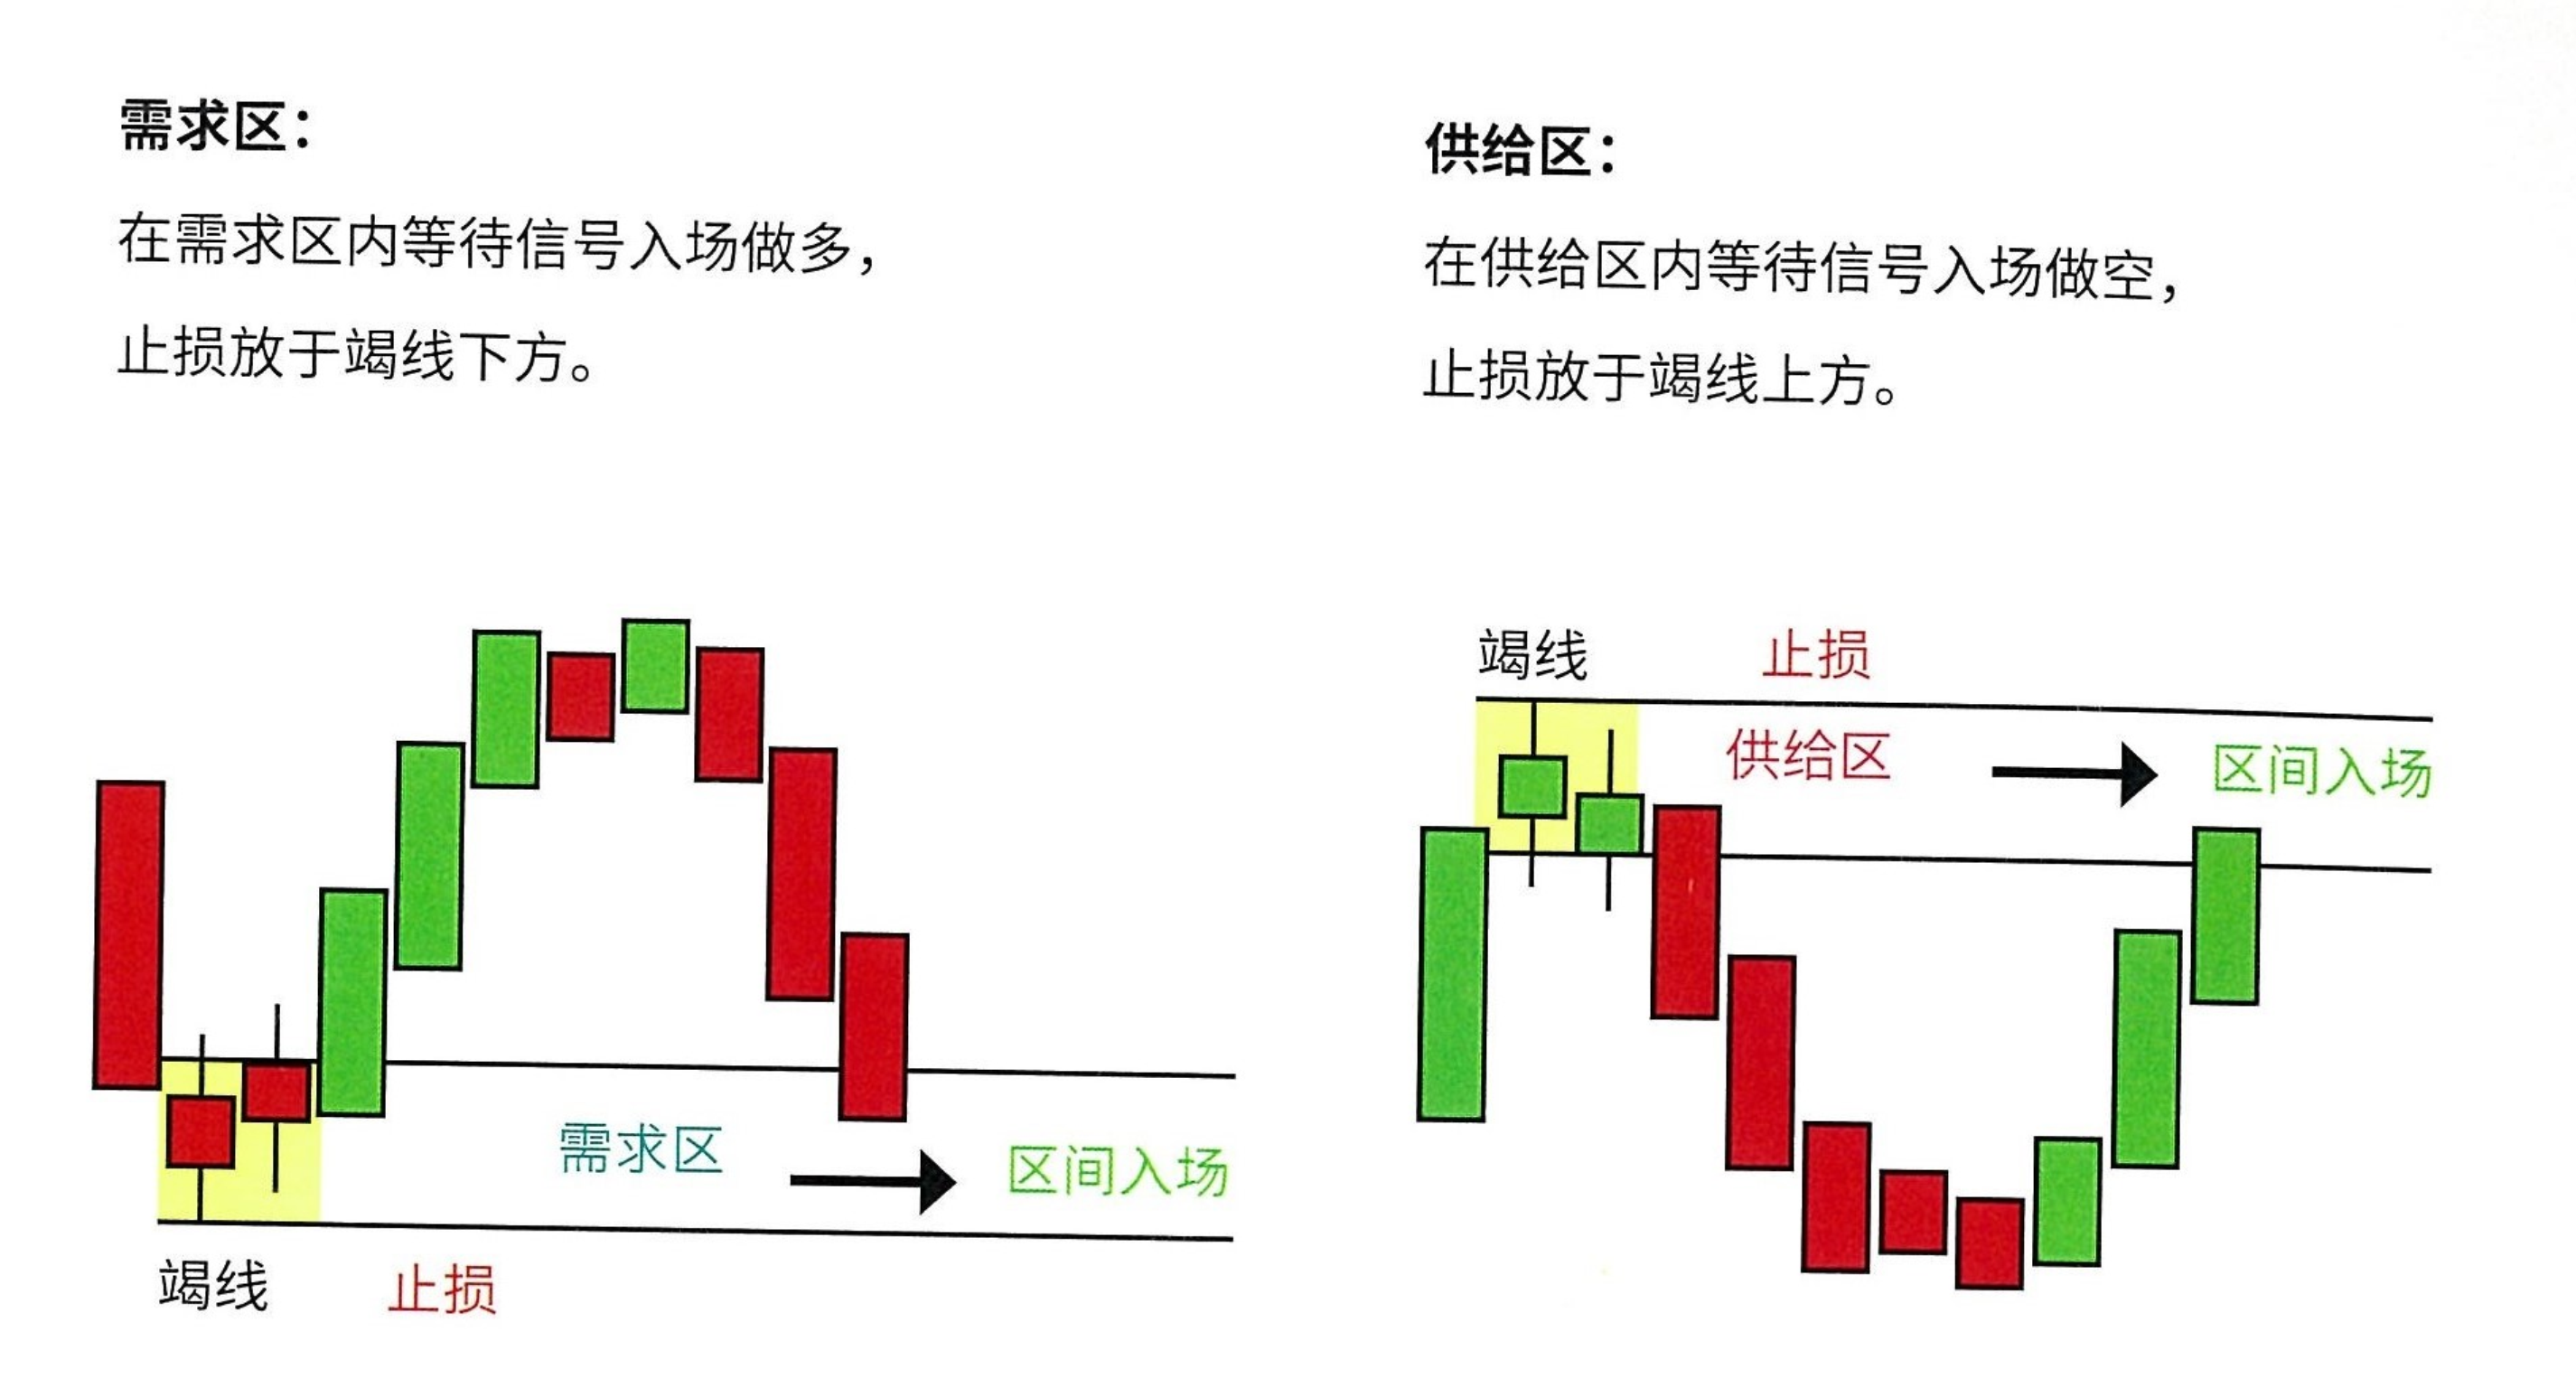 需求区：
在需求区内等待信号入场做多，
止损放于竭线下方。
供给区：
在供给区内等待信号入场做空，
止损放于竭线上方。
需求区
区间入场
竭线
止损
竭线
止损
供给区
区间入场